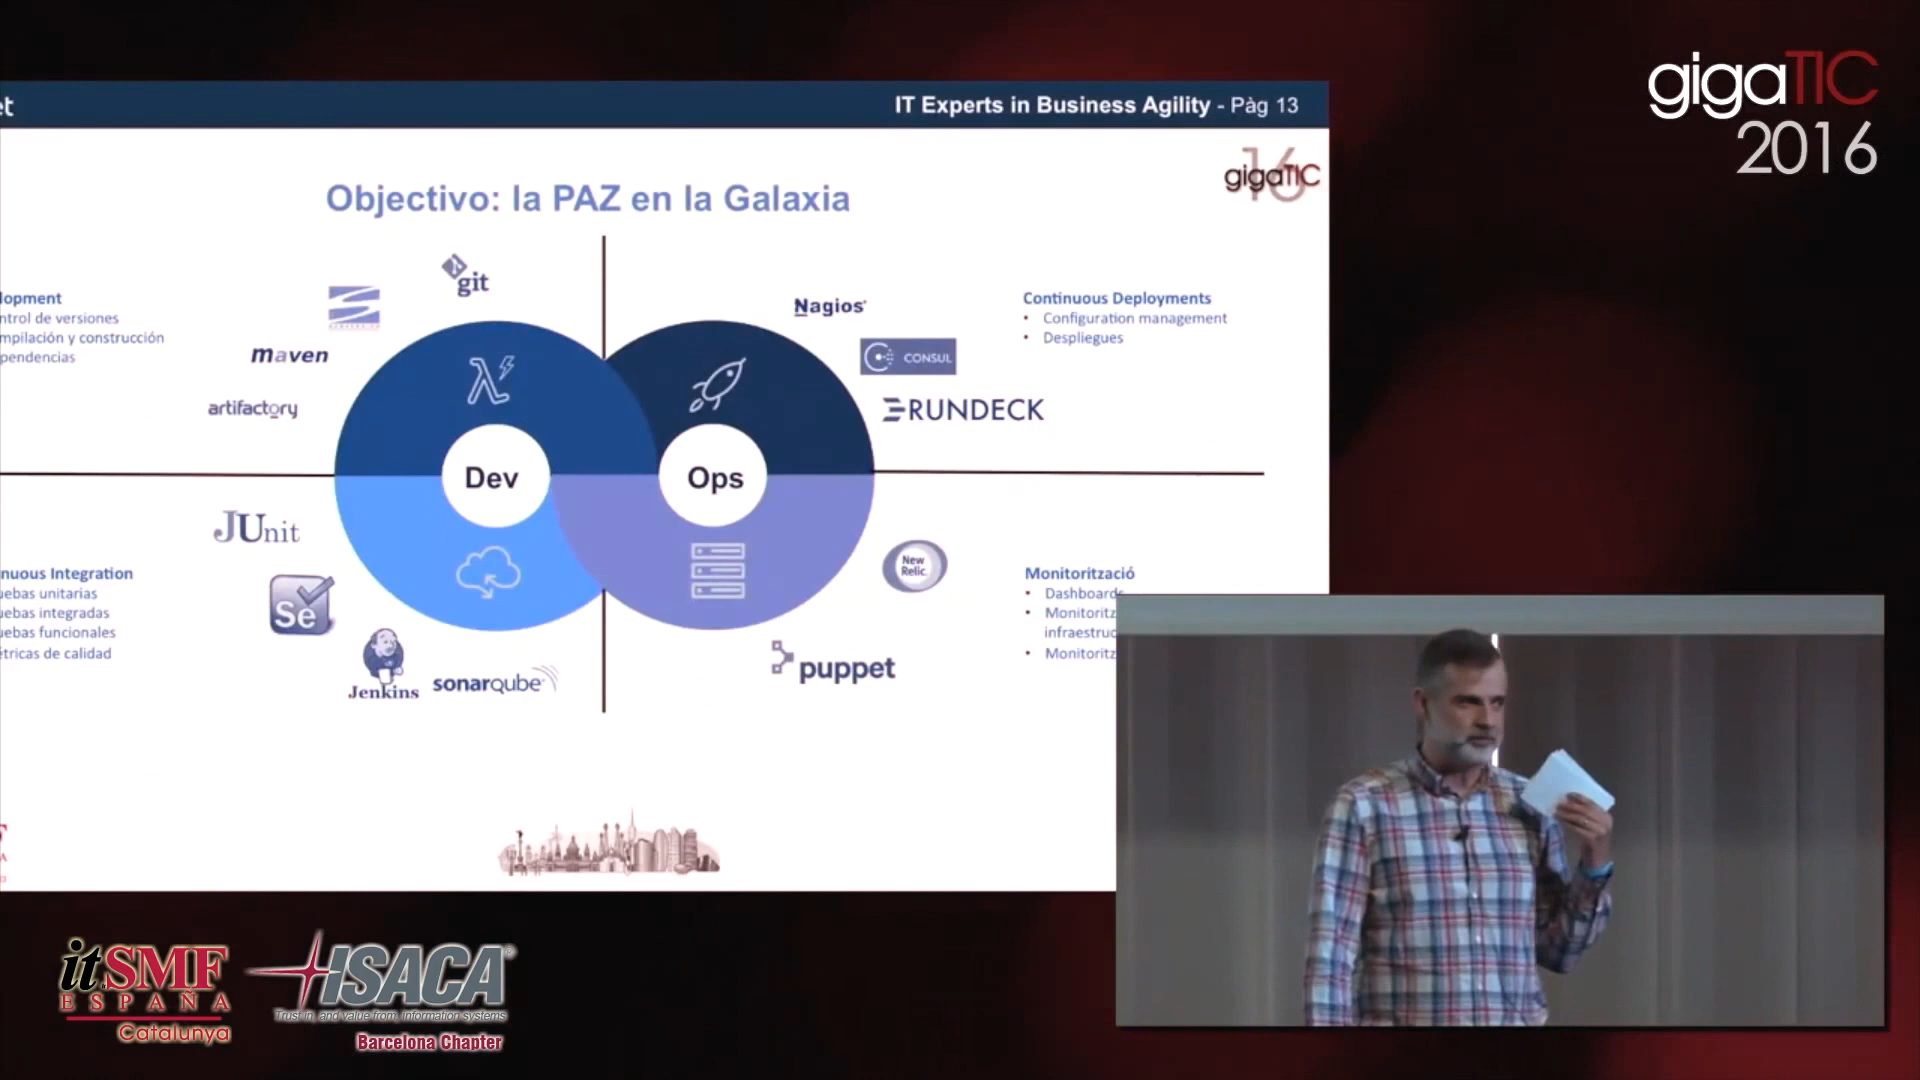 et
IT Experts in Business Agility - Pàg 13
gigaTIC
2016
16
gigaTIC
Objectivo: la PAZ en la Galaxia
git
lopment
ntrol de versiones
mpilación y construcción
pendencias
maven
artifactory
Nagios
CONSUL
RUNDECK
Continuous Deployments
• Configuration management
• Despliegues
Dev
Ops
JUnit
Se
Jenkins
sonarqube
New
Relic.
puppet
nuous Integration
uebas unitarias
uebas integradas
uebas funcionales
étricas de calidad
Monitorització
• Dashboards
• Monitoritz
infraestruc
• Monitoritz
itSMF
ESPAÑA
Catalunya
ISACA®
Trust in, and value from, information systems
Barcelona Chapter